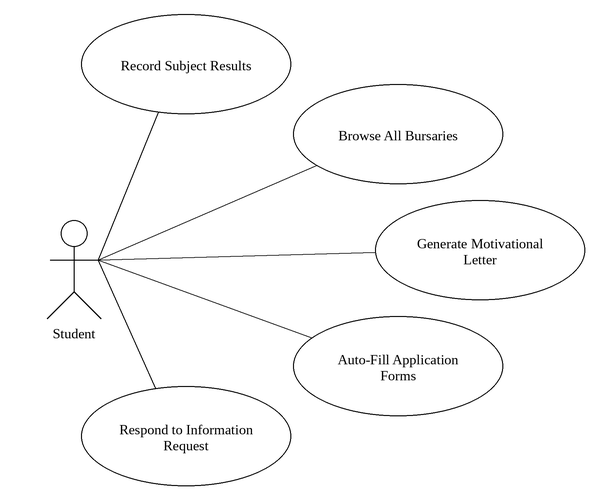 Record Subject Results
Browse All Bursaries
Generate Motivational
Letter
Student
Auto-Fill Application
Forms
Respond to Information
Request